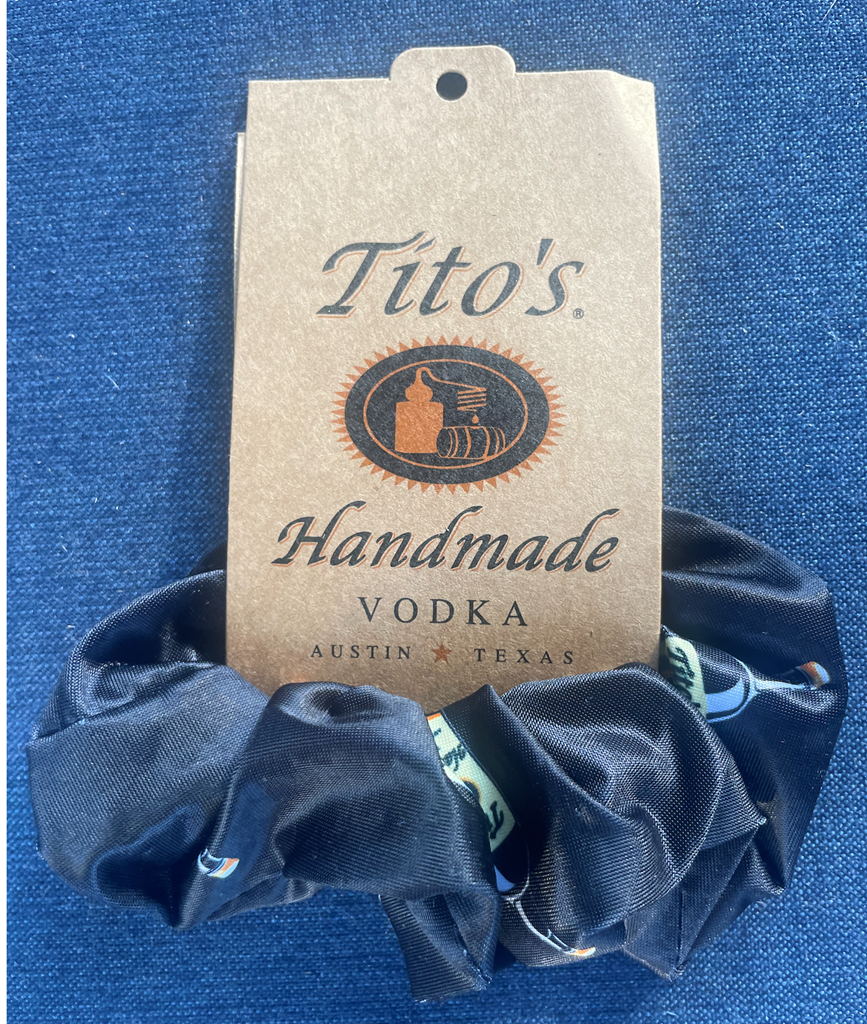 Tito's®
Handmade
VODKA
AUSTIN ★ TEXAS